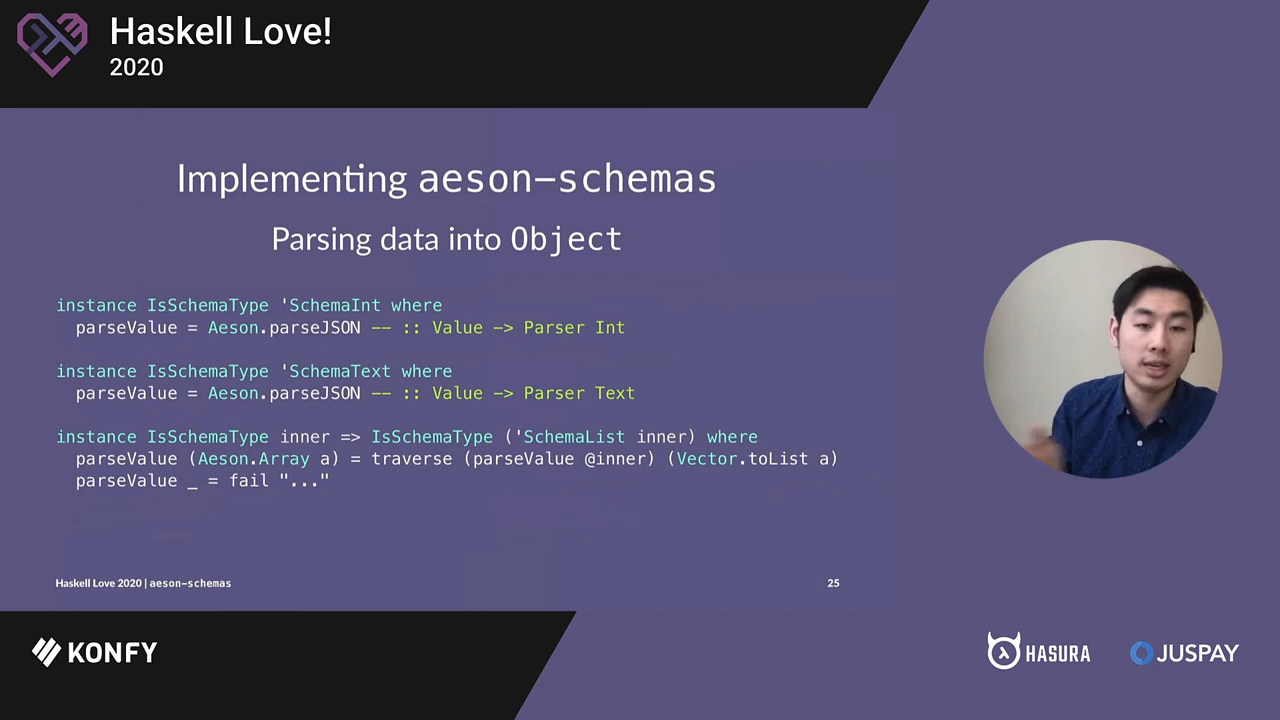 Haskell Love!
2020
Implementing aeson-schemas
Parsing data into Object
instance IsSchemaType 'SchemaInt where
  parseValue = Aeson.parseJSON -- :: Value -> Parser Int
instance IsSchemaType 'SchemaText where
  parseValue = Aeson.parseJSON -- :: Value -> Parser Text
instance IsSchemaType inner => IsSchemaType ('SchemaList inner) where
  parseValue (Aeson.Array a) = traverse (parseValue @inner) (Vector.toList a)
  parseValue _ = fail "..."
Haskell Love 2020 | aeson-schemas
25
KONFY
HASURA
JUSPAY